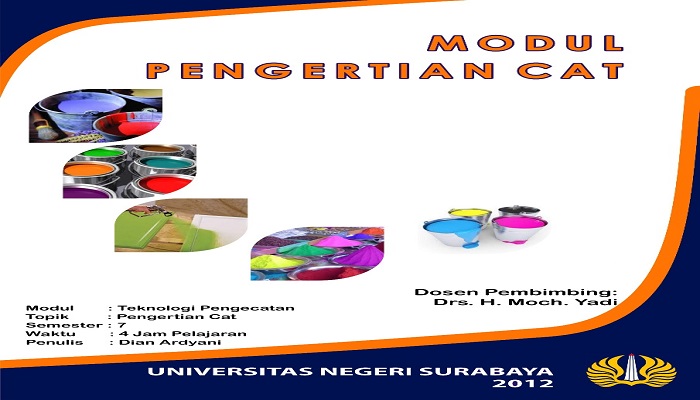 MODUL
PENGERTIAN CAT
Dosen Pembimbing:
Drs. H. Moch. Yadi
Modul : Teknologi Pengecatan
Topik : Pengertian Cat
Semester : 7
Waktu : 4 Jam Pelajaran
Penulis : Dian Ardyani
UNIVERSITAS NEGERI SURABAYA
2012